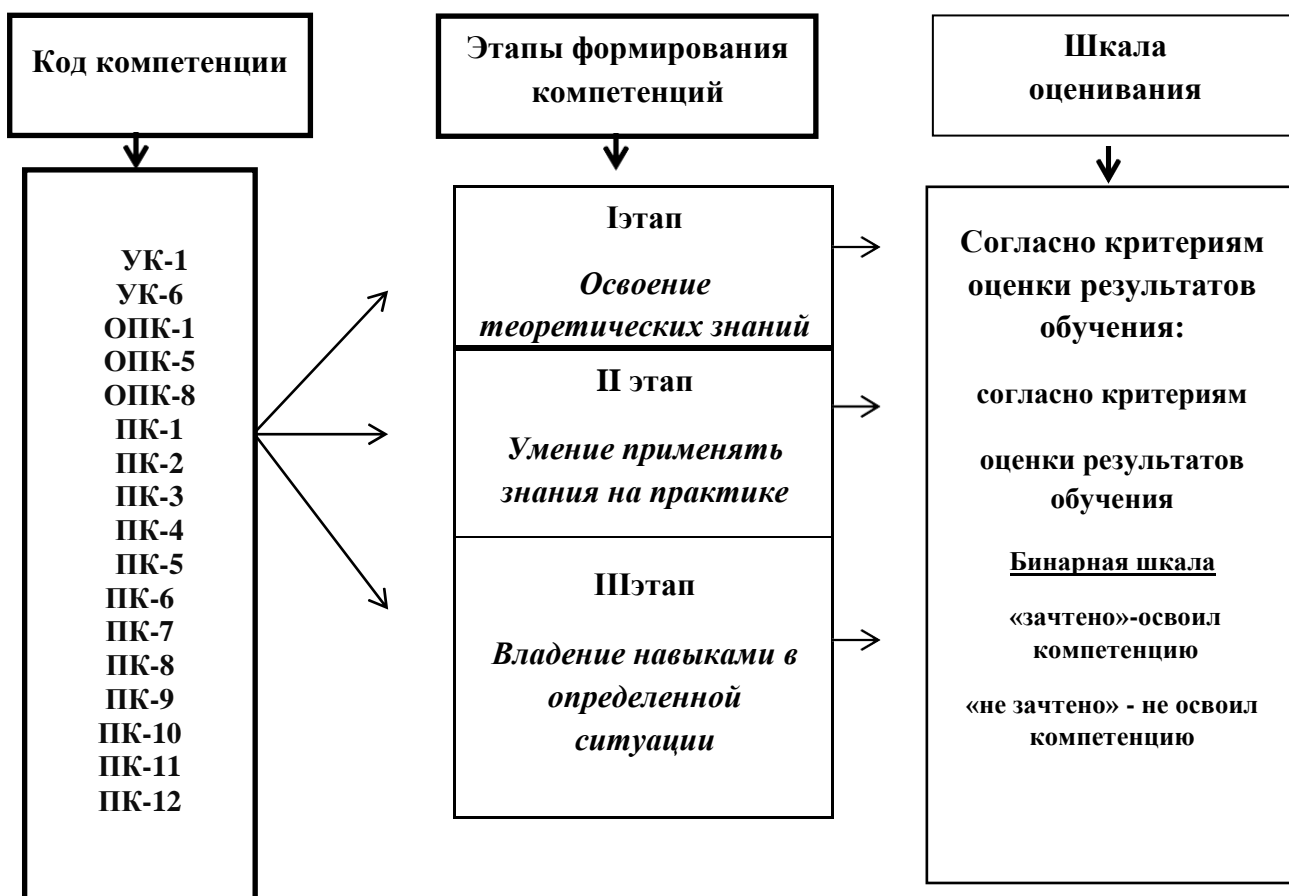 Код компетенции
УК-1
УК-6
ОПК-1
ОПК-5
ОПК-8
ПК-1
ПК-2
ПК-3
ПК-4
ПК-5
ПК-6
ПК-7
ПК-8
ПК-9
ПК-10
ПК-11
ПК-12
Этапы формирования
компетенций
Iэтап
Освоение
теоретических знаний
II этап
Умение применять
знания на практике
IIIэтап
Владение навыками в
определенной
ситуации
Шкала
оценивания
Согласно критериям
оценки результатов
обучения:
согласно критериям
оценки результатов
обучения
Бинарная шкала
«зачтено»-освоил
компетенцию
«не зачтено» - не освоил
компетенцию